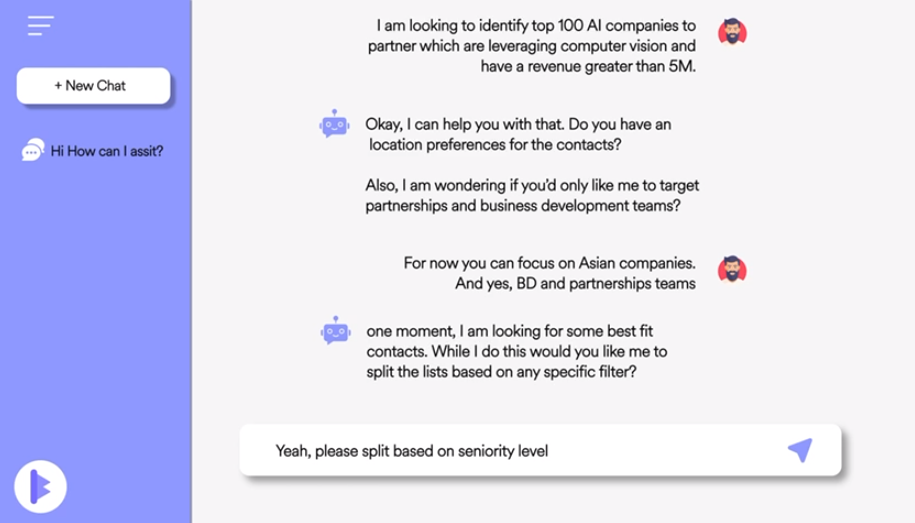 + New Chat
Hi How can I assit?
I am looking to identify top 100 AI companies to
partner which are leveraging computer vision and
have a revenue greater than 5M.
Okay, I can help you with that. Do you have an
location preferences for the contacts?
Also, I am wondering if you'd only like me to target
partnerships and business development teams?
For now you can focus on Asian companies.
And yes, BD and partnerships teams
one moment, I am looking for some best fit
contacts. While I do this would you like me to
split the lists based on any specific filter?
Yeah, please split based on seniority level